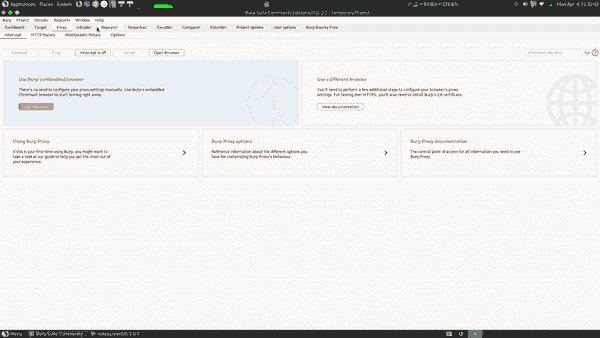 Applications Places System
Mon Apr 4, 12:42
Burp Suite Community Edition
Burp Project Intruder Repeater Window Help
Dashboard Target Proxy Intruder Repeater Sequencer Decoder Comparer Extender Project options User options Burp Bounty Free
Intercept HTTP history WebSockets history Options
Forward Drop Intercept is off Action Open Browser Comment this item
Use Burp's embedded browser
There's no need to configure your proxy settings manually. Use Burp's embedded
Chromium browser to start testing right away.
Use a different browser
You'll need to perform a few additional steps to configure your browser's proxy
settings. For testing over HTTPS, you'll also need to install Burp's CA certificate.
View documentation
Using Burp Proxy
If this is your first time using Burp, you might want to
take a look at our guide to help you get the most out of
your experience.
Burp Proxy options
Reference information about the different options you
have for customizing Burp Proxy's behaviour.
Burp Proxy documentation
The central point of access for all information you need to
use Burp Proxy.
Menu Burp Suite Community